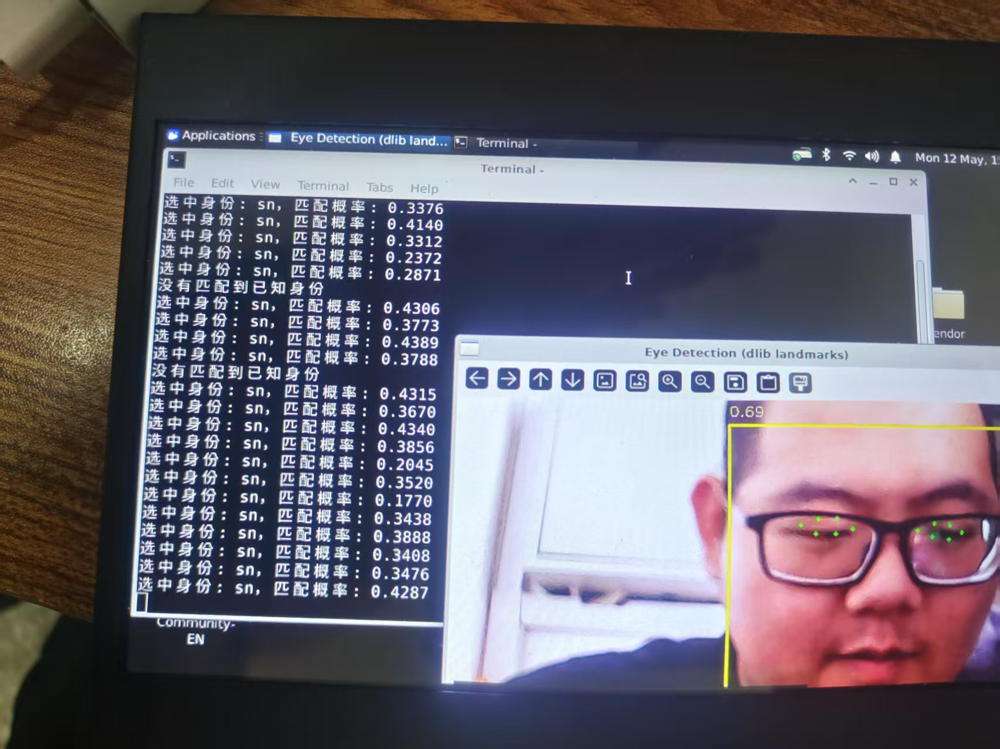 Applications
Eye Detection (dlib land...
Terminal -
Mon 12 May, 1
Terminal -
File Edit View Terminal Tabs Help
选中身份: sn, 匹配概率: 0.3376
选中身份: sn, 匹配概率: 0.4140
选中身份: sn, 匹配概率: 0.3312
选中身份: sn, 匹配概率: 0.2372
选中身份: sn, 匹配概率: 0.2871
没有匹配到已知身份
选中身份: sn, 匹配概率: 0.4306
选中身份: sn, 匹配概率: 0.3773
选中身份: sn, 匹配概率: 0.4389
选中身份: sn, 匹配概率: 0.3788
没有匹配到已知身份
选中身份: sn, 匹配概率: 0.4315
选中身份: sn, 匹配概率: 0.3670
选中身份: sn, 匹配概率: 0.4340
选中身份: sn, 匹配概率: 0.3856
选中身份: sn, 匹配概率: 0.2045
选中身份: sn, 匹配概率: 0.3520
选中身份: sn, 匹配概率: 0.1770
选中身份: sn, 匹配概率: 0.3438
选中身份: sn, 匹配概率: 0.3888
选中身份: sn, 匹配概率: 0.3408
选中身份: sn, 匹配概率: 0.3476
选中身份: sn, 匹配概率: 0.4287
endor
Eye Detection (dlib landmarks)
0.69
Community-
EN